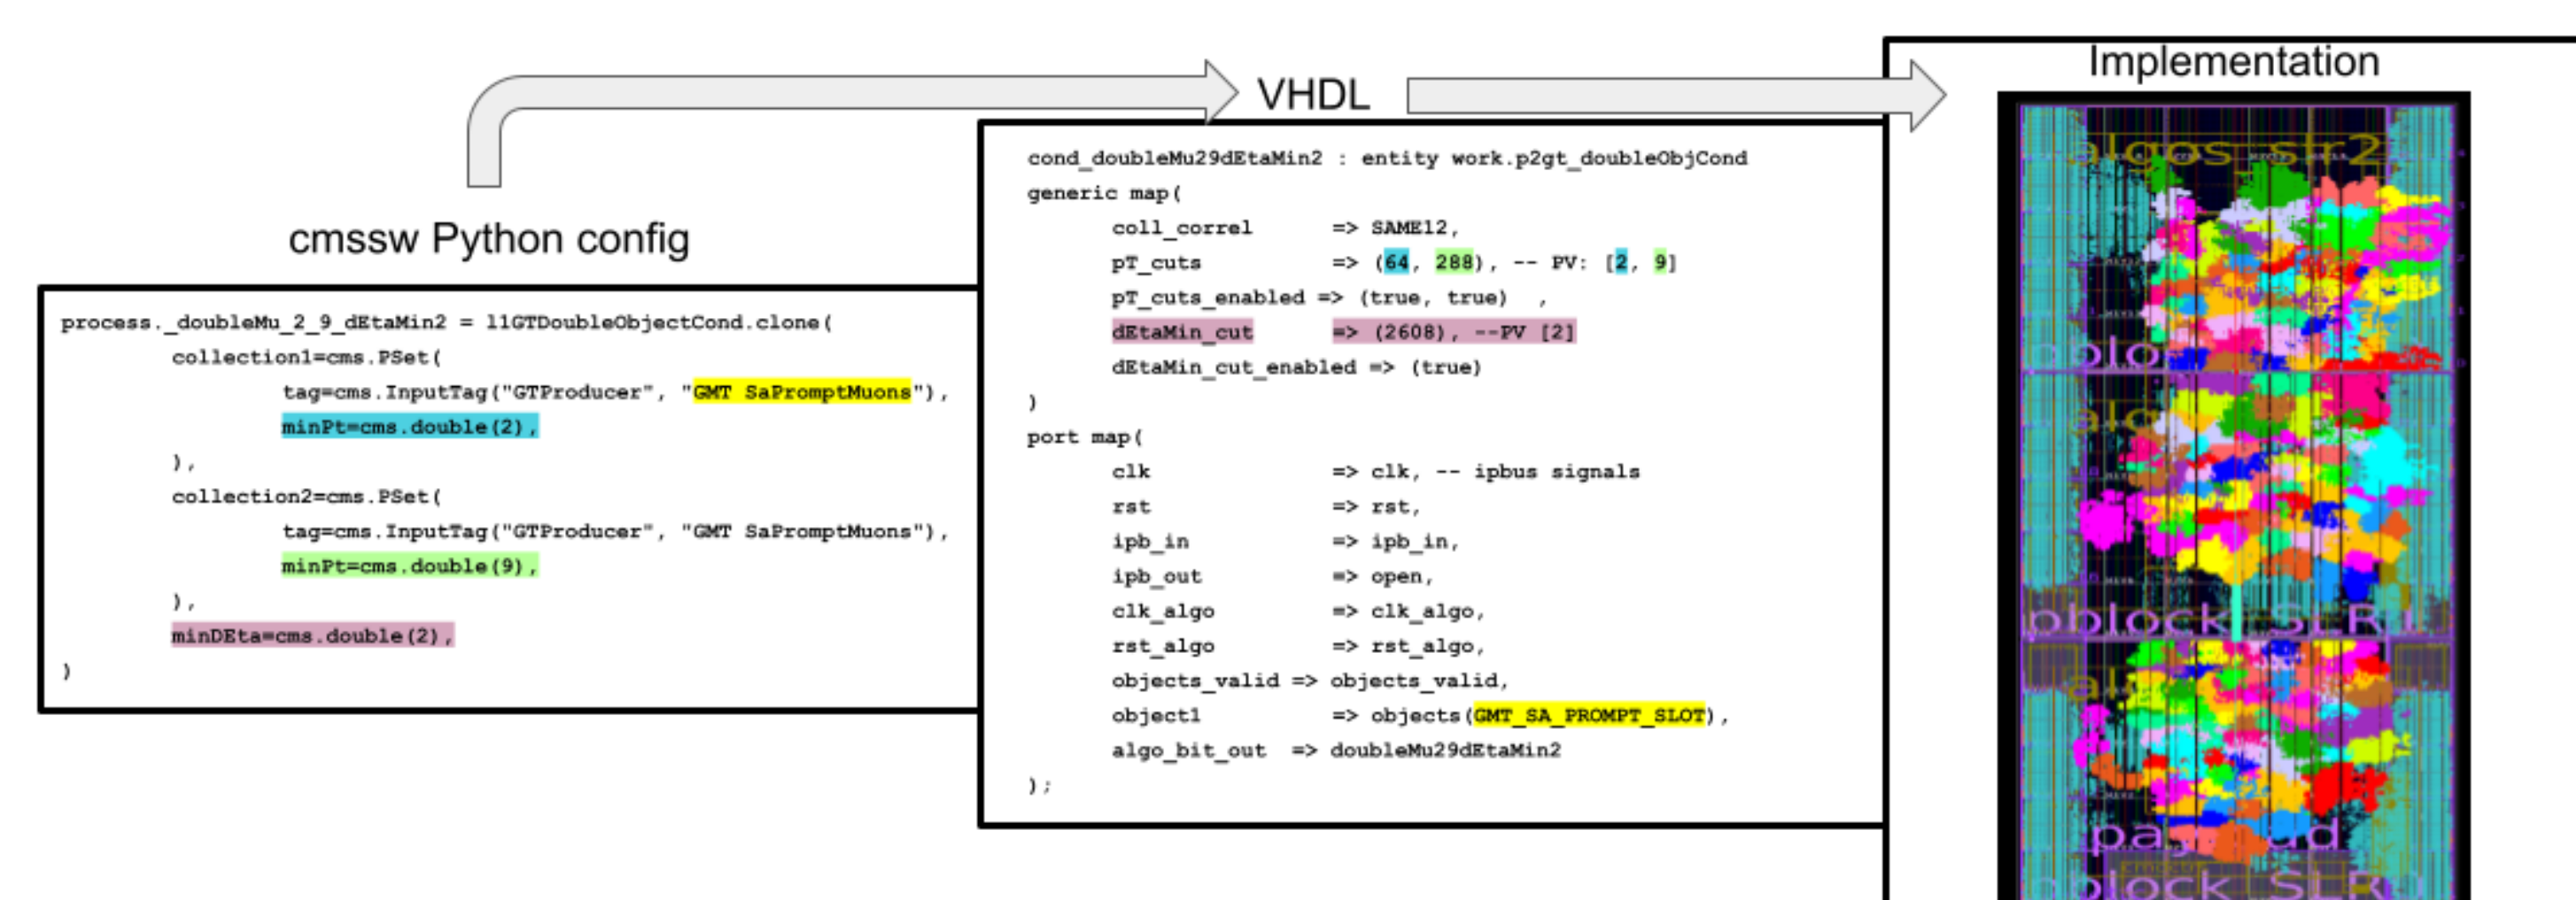 cmssw Python config
process._doubleMu_2_9_dEtaMin2 = l1GTDoubleObjectCond.clone(
collection1=cms.PSet(
tag=cms.InputTag("GTProducer", "GMT SaPromptMuons"),
minPt=cms.double(2),
),
collection2=cms.PSet(
tag=cms.InputTag("GTProducer", "GMT SaPromptMuons"),
minPt=cms.double(9),
),
minDEta=cms.double(2),
)
VHDL
cond_doubleMu29dEtaMin2 : entity work.p2gt_doubleObjCond
generic map(
coll_correl => SAME12,
pT_cuts => (64, 288), -- PV: [2, 9]
pT_cuts_enabled => (true, true) ,
dEtaMin_cut => (2608), --PV [2]
dEtaMin_cut_enabled => (true)
)
port map(
clk => clk, -- ipbus signals
rst => rst,
ipb_in => ipb_in,
ipb_out => open,
clk_algo => clk_algo,
rst_algo => rst_algo,
objects_valid => objects_valid,
object1 => objects(GMT_SA_PROMPT_SLOT),
algo_bit_out => doubleMu29dEtaMin2
);
Implementation
algos_slr2